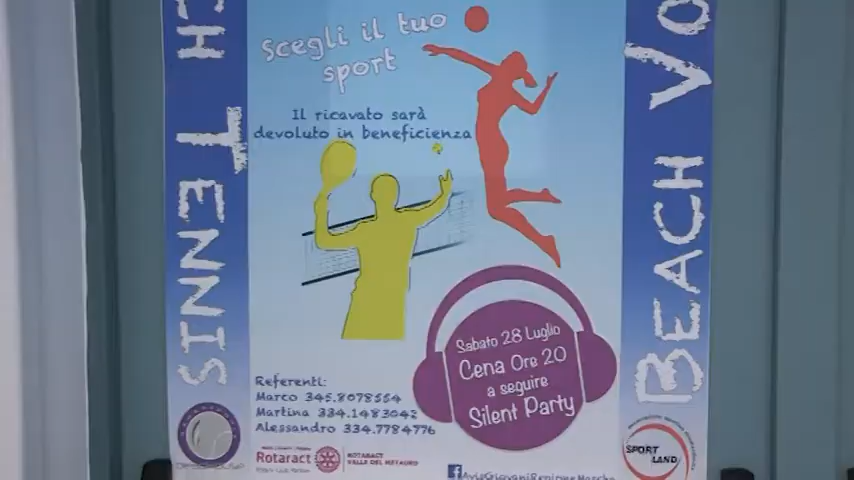 CH TENNIS
Scegli il tuo
sport
Il ricavato sarà
devoluto in beneficienza
Sabato 28 Luglio
Cena Ore 20
a seguire
Silent Party
Referenti:
Marco 345.8078554
Martina 334.1483042
Alessandro 334.7784776
Rotaract
ROTARACT
VALLE DEL METAURO
AvisGiovaniRegioneMarche
SPORT
LAND
BEACH VO